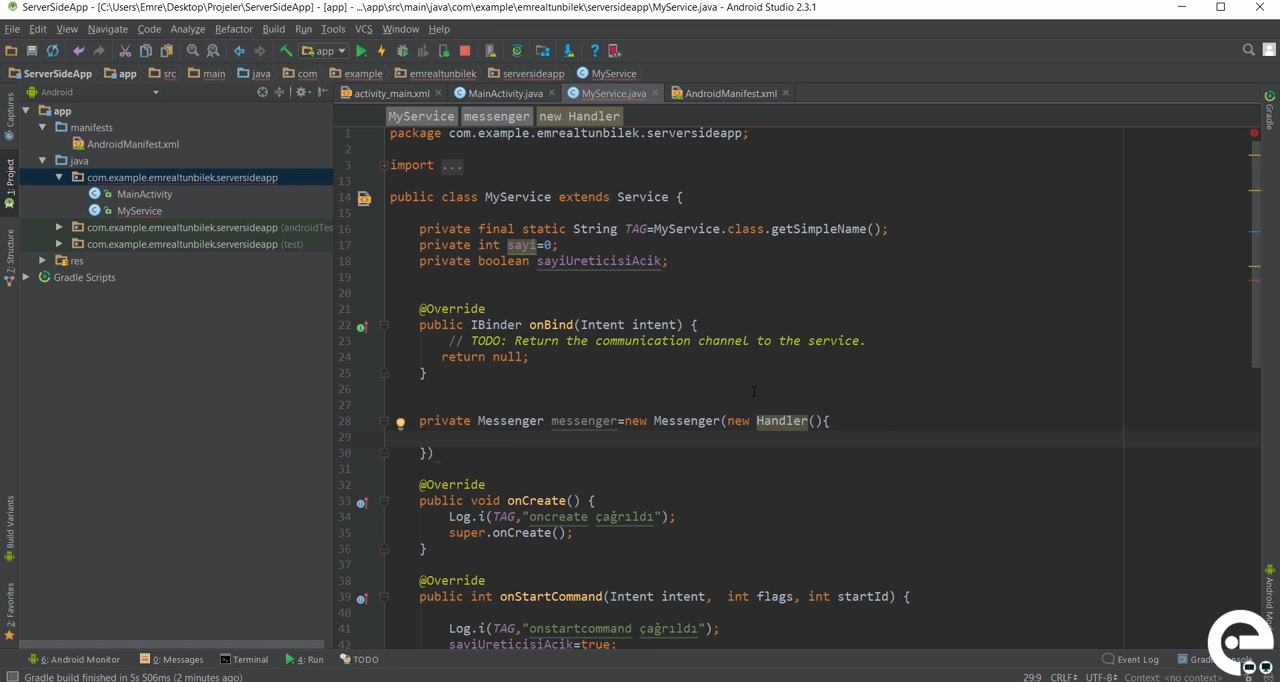 ServerSideApp - [C:\Users\Emre\Desktop\Projeler\ServerSideApp] - [app] - ...\app\src\main\java\com\example\emrealtunbilek\serversideapp\MyService.java - Android Studio 2.3.1
File Edit View Navigate Code Analyze Refactor Build Run Tools VCS Window Help
app
ServerSideApp app src main java com example emrealtunbilek serversideapp MyService
Android
activity_main.xml MainActivity.java MyService.java AndroidManifest.xml
MyService messenger new Handler
Captures
1: Project
Z: Structure
Build Variants
2: Favorites
Gradle
app
manifests
AndroidManifest.xml
java
com.example.emrealtunbilek.serversideapp
MainActivity
MyService
com.example.emrealtunbilek.serversideapp (androidTes
com.example.emrealtunbilek.serversideapp (test)
res
Gradle Scripts
1 package com.example.emrealtunbilek.serversideapp;
2
3 import ...
13
14 public class MyService extends Service {
15
16 private final static String TAG=MyService.class.getSimpleName();
17 private int sayi=0;
18 private boolean sayiUreticisiAcik;
19
20
21 @Override
22 public IBinder onBind(Intent intent) {
23 // TODO: Return the communication channel to the service.
24 return null;
25 }
26
27
28 private Messenger messenger=new Messenger(new Handler(){
29
30 })
31
32 @Override
33 public void onCreate() {
34 Log.i(TAG,"oncreate çağrıldı");
35 super.onCreate();
36 }
37
38 @Override
39 public int onStartCommand(Intent intent, int flags, int startId) {
40
41 Log.i(TAG,"onstartcommand çağrıldı");
42 sayiUreticisiAcik=true;
6: Android Monitor 0: Messages Terminal 4: Run TODO Event Log
Gradle build finished in 5s 506ms (2 minutes ago) 29:9 CRLF UTF-8 Context: <no context>